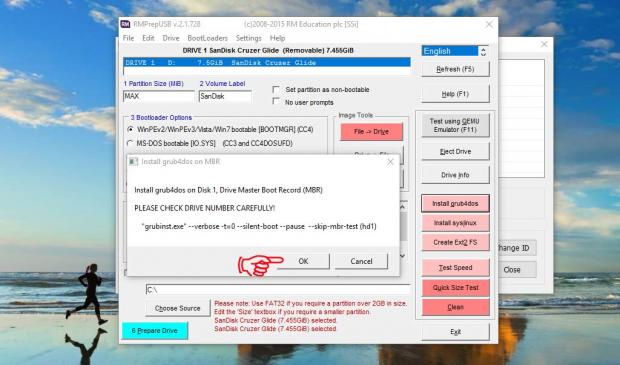 RM RMPrepUSB v.2.1.728 (c)2008-2015 RM Education plc [SSi]
File Edit Drive BootLoaders Settings Help
DRIVE 1 SanDisk Cruzer Glide (Removable) 7.455GiB
English
DRIVE 1 D: 7.5GiB SanDisk Cruzer Glide
Refresh (F5)
1 Partition Size (MiB) 2 Volume Label
Set partition as non-bootable
MAX SanDisk
No user prompts
Help (F1)
3 Bootloader Options
Image Tools
WinPEv2/WinPEv3/Vista/Win7 bootable [BOOTMGR] (CC4)
File -> Drive
Test using QEMU
Emulator (F11)
MS-DOS bootable [IO.SYS] (CC3 and CC4DOSUFD)
Eject Drive
Install grub4dos on MBR
Drive Info
Install grub4dos on Disk 1, Drive Master Boot Record (MBR)
Install grub4dos
PLEASE CHECK DRIVE NUMBER CAREFULLY!
Install syslinux
"grubinst.exe" --verbose -t=0 --silent-boot --pause --skip-mbr-test (hd1)
Create Ext2 FS
hange ID
OK Cancel
Test Speed
Close
C:\
Quick Size Test
Choose Source
Please note: Use FAT32 if you require a partition over 2GB in size.
Edit the 'Size' textbox if you require a smaller partition.
SanDisk Cruzer Glide (7.455GiB) selected.
SanDisk Cruzer Glide (7.455GiB) selected.
Clean
6 Prepare Drive
Exit